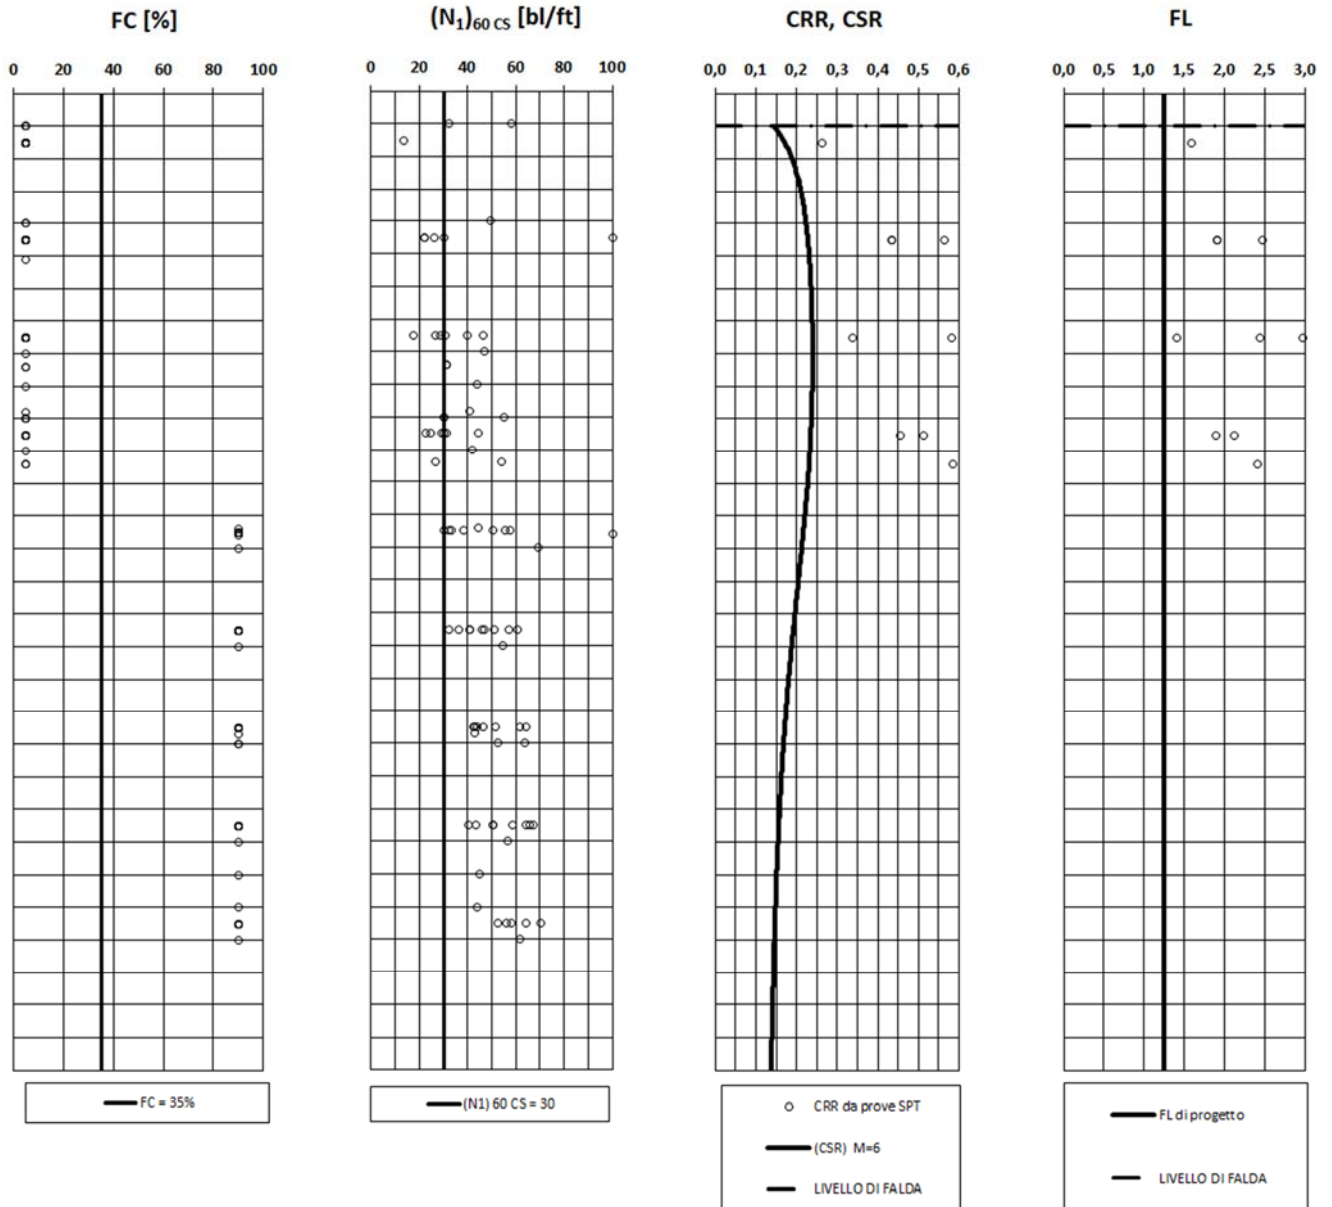 FC [%]
(N1)60 CS [bl/ft]
CRR, CSR
FL
0 20 40 60 80 100
0 20 40 60 80 100
0,0 0,1 0,2 0,3 0,4 0,5 0,6
0,0 0,5 1,0 1,5 2,0 2,5 3,0
FC = 35%
(N1) 60 CS = 30
CRR da prove SPT
(CSR) M=6
LIVELLO DI FALDA
FL di progetto
LIVELLO DI FALDA